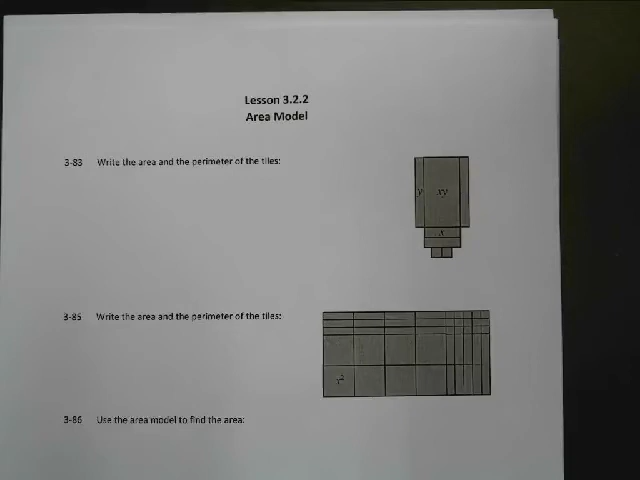 Lesson 3.2.2
Area Model
3-83 Write the area and the perimeter of the tiles:
y xy
x
3-85 Write the area and the perimeter of the tiles:
3-86 Use the area model to find the area: